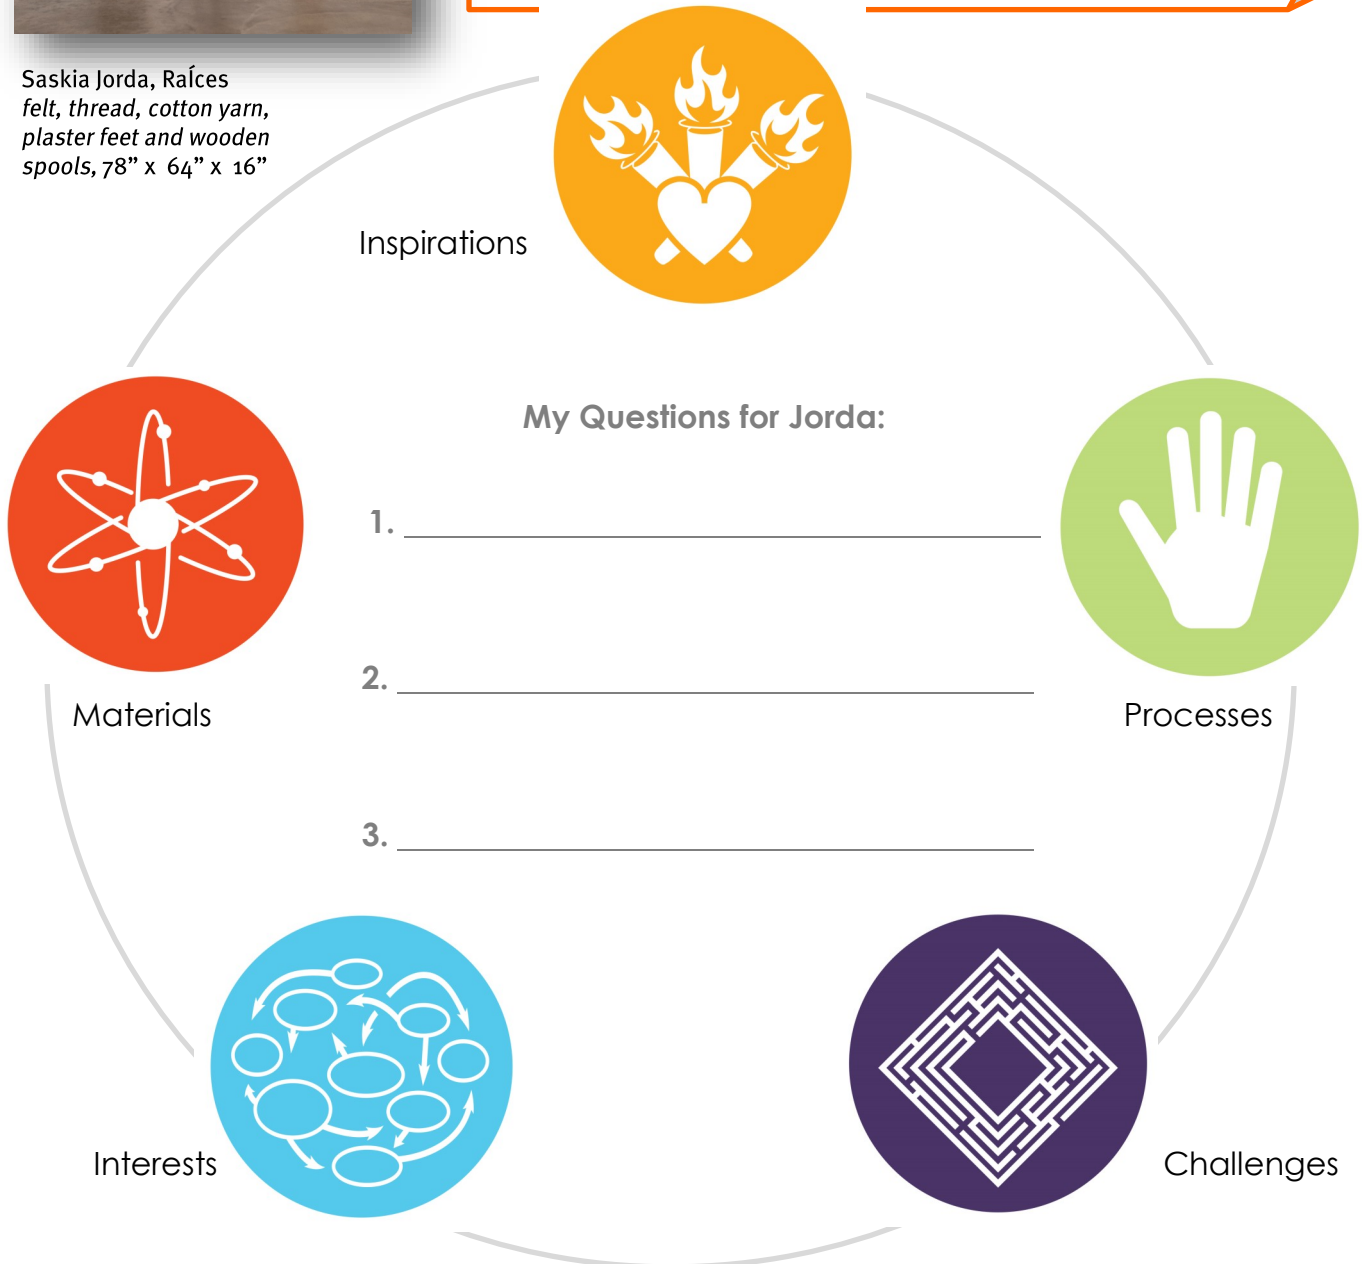 Saskia Jorda, RaÍces
felt, thread, cotton yarn,
plaster feet and wooden
spools, 78” x 64” x 16”
Inspirations
My Questions for Jorda:
1.
Materials
Processes
2.
3.
Interests
Challenges